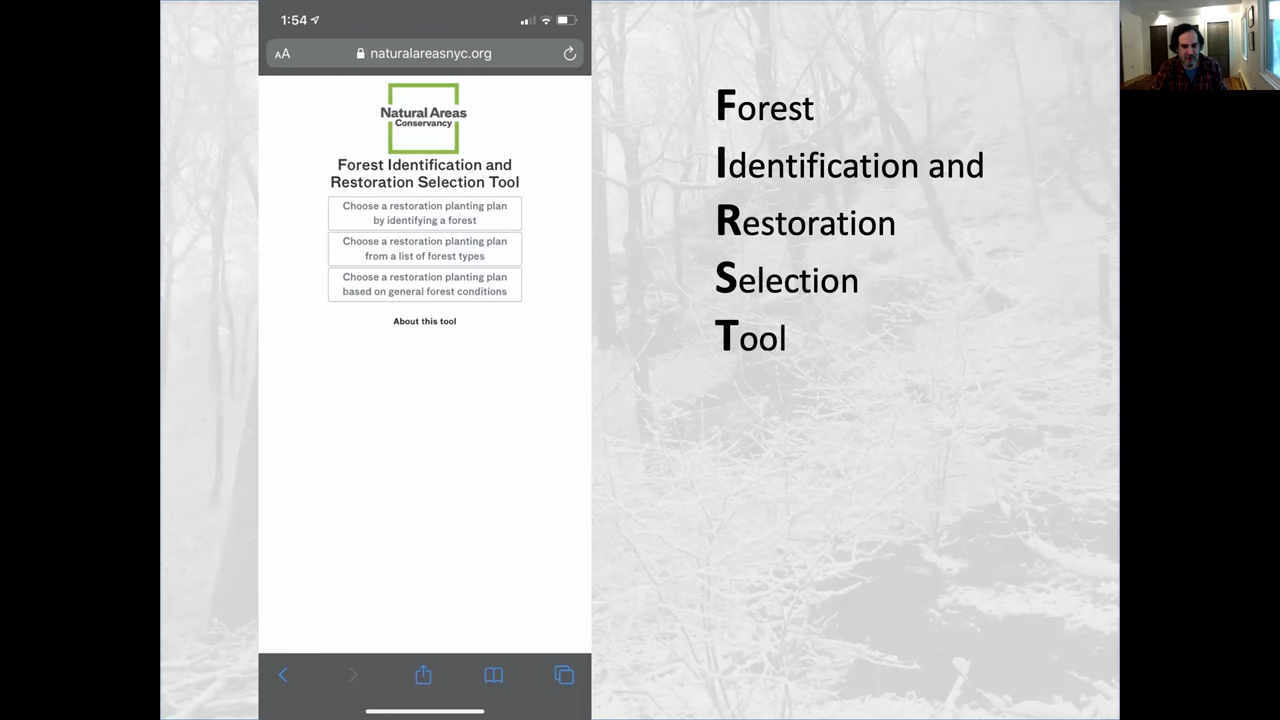 1:54
AA
naturalareasnyc.org
Natural Areas
Conservancy
Forest Identification and
Restoration Selection Tool
Choose a restoration planting plan
by identifying a forest
Choose a restoration planting plan
from a list of forest types
Choose a restoration planting plan
based on general forest conditions
About this tool
Forest
Identification and
Restoration
Selection
Tool